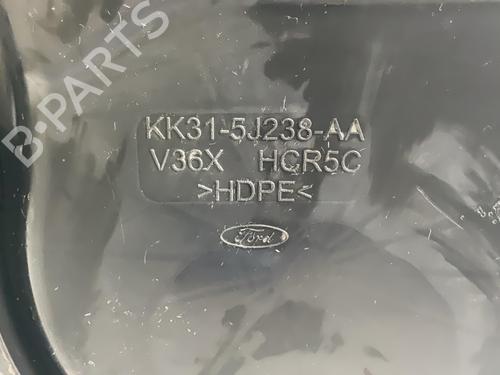 B-PARTS
KK31-5J238-AA
V36X HCR5C
>HDPE<
Ford